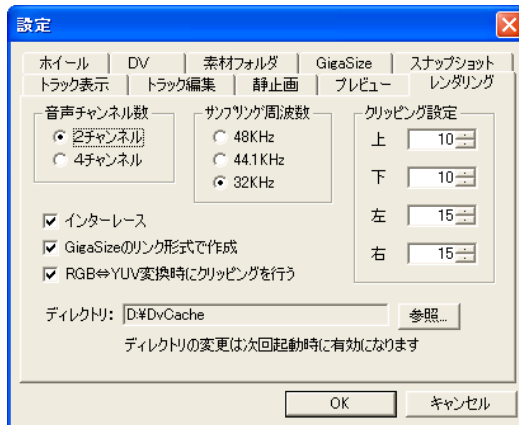 設定
ホイール DV 素材フォルダ GigaSize スナップショット
トラック表示 トラック編集 静止画 プレビュー レンダリング
音声チャンネル数
2チャンネル
4チャンネル
サンプリング周波数
48KHz
44.1KHz
32KHz
クリッピング設定
上 10
下 10
左 15
右 15
インターレース
GigaSizeのリンク形式で作成
RGB⇔YUV変換時にクリッピングを行う
ディレクトリ: D:¥DvCache 参照...
ディレクトリの変更は次回起動時に有効になります
OK キャンセル